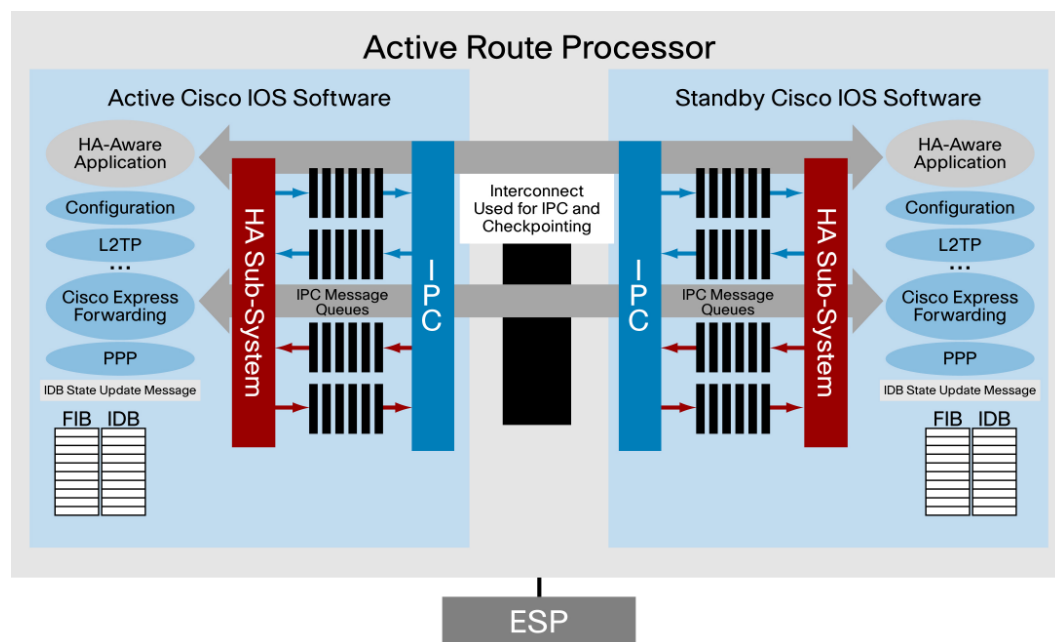 Active Route Processor
Active Cisco IOS Software
HA-Aware
Application
Configuration
L2TP
...
Cisco Express
Forwarding
PPP
IDB State Update Message
FIB IDB
HA Sub-System
IPC Message
Queues
IPC
Interconnect
Used for IPC and
Checkpointing
Standby Cisco IOS Software
IPC
IPC Message
Queues
HA Sub-System
HA-Aware
Application
Configuration
L2TP
...
Cisco Express
Forwarding
PPP
IDB State Update Message
FIB IDB
ESP